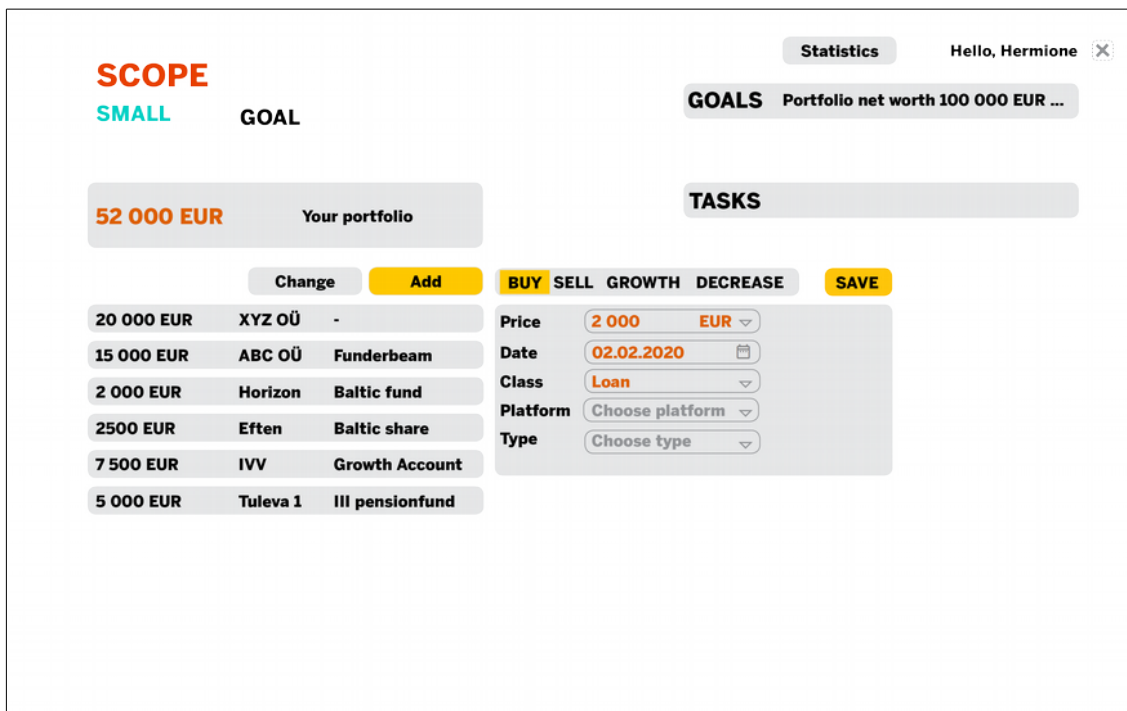 Statistics Hello, Hermione
SCOPE
SMALL GOAL
GOALS Portfolio net worth 100 000 EUR ...
TASKS
52 000 EUR Your portfolio
Change Add
BUY SELL GROWTH DECREASE SAVE
20 000 EUR XYZ OÜ -
15 000 EUR ABC OÜ Funderbeam
2 000 EUR Horizon Baltic fund
2500 EUR Eften Baltic share
7 500 EUR IVV Growth Account
5 000 EUR Tuleva 1 III pensionfund
Price 2 000 EUR
Date 02.02.2020
Class Loan
Platform Choose platform
Type Choose type